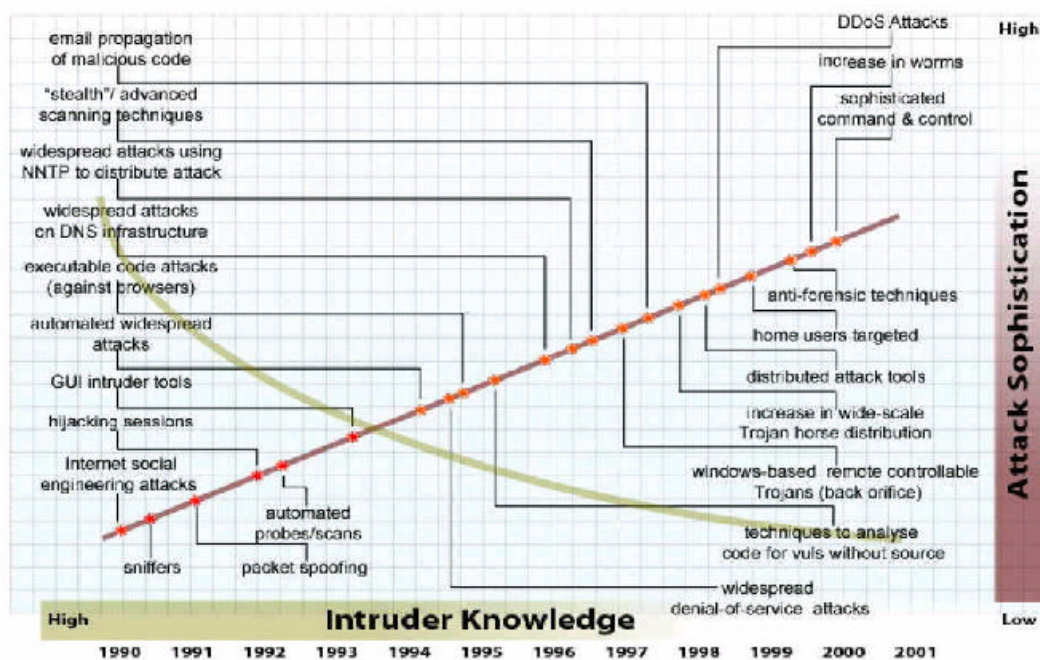 email propagation
of malicious code
"stealth"/ advanced
scanning techniques
widespread attacks using
NNTP to distribute attack
widespread attacks
on DNS infrastructure
executable code attacks
(against browsers)
automated widespread
attacks
GUI intruder tools
hijacking sessions
Internet social
engineering attacks
sniffers
packet spoofing
automated
probes/scans
DDoS Attacks
increase in worms
sophisticated
command & control
anti-forensic techniques
home users targeted
distributed attack tools
increase in wide-scale
Trojan horse distribution
windows-based remote controllable
Trojans (back orifice)
techniques to analyse
code for vuls without source
widespread
denial-of-service attacks
High
Attack Sophistication
Low
High
Intruder Knowledge
1990 1991 1992 1993 1994 1995 1996 1997 1998 1999 2000 2001